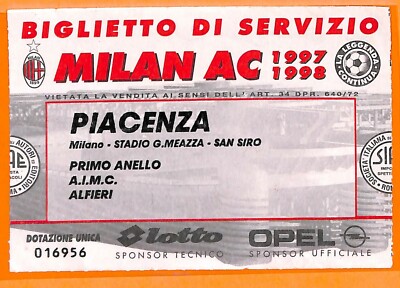 BIGLIETTO DI SERVIZIO
MILAN AC 1997 1998
LA LEGGENDA CONTINUA
VIETATA LA VENDITA AI SENSI DELL'ART. 34 DPR. 640/72
PIACENZA
Milano - STADIO G.MEAZZA - SAN SIRO
PRIMO ANELLO
A.I.M.C.
ALFIERI
SOCIETÀ ITALIANA
DOTAZIONE UNICA
016956
lotto
SPONSOR TECNICO
OPEL
SPONSOR UFFICIALE